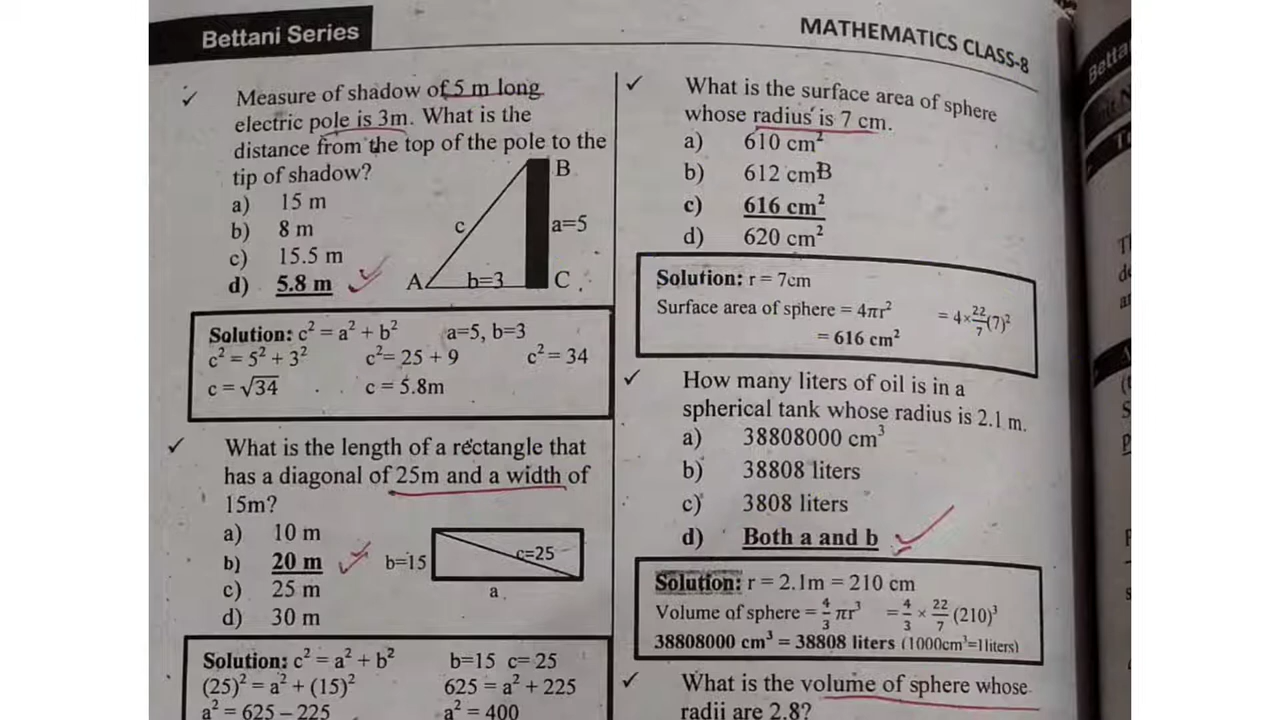 Bettani Series
MATHEMATICS CLASS-8
✓ Measure of shadow of 5 m long
electric pole is 3m. What is the
distance from the top of the pole to the
tip of shadow?
a) 15 m
b) 8 m
c) 15.5 m
d) 5.8 m
B
c
a=5
A
b=3
C
Solution: c² = a² + b² a=5, b=3
c² = 5² + 3² c² = 25 + 9 c² = 34
c = √34 c = 5.8m
✓ What is the length of a rectangle that
has a diagonal of 25m and a width of
15m?
a) 10 m
b) 20 m
c) 25 m
d) 30 m
b=15
c=25
a
Solution: c² = a² + b² b=15 c= 25
(25)² = a² + (15)² 625 = a² + 225
a² = 625 – 225 a² = 400
✓ What is the surface area of sphere
whose radius is 7 cm.
a) 610 cm²
b) 612 cmB
c) 616 cm²
d) 620 cm²
Solution: r = 7cm
Surface area of sphere = 4πr² = 4×22/7(7)²
= 616 cm²
✓ How many liters of oil is in a
spherical tank whose radius is 2.1 m.
a) 38808000 cm³
b) 38808 liters
c) 3808 liters
d) Both a and b
Solution: r = 2.1m = 210 cm
Volume of sphere = 4/3 πr³ = 4/3 × 22/7 (210)³
38808000 cm³ = 38808 liters (1000cm³=1liters)
✓ What is the volume of sphere whose
radii are 2.8?
Betta